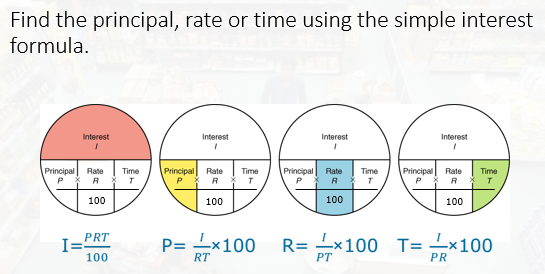 Find the principal, rate or time using the simple interest
formula.
Interest
I
Principal Rate Time
P × R × T
100
Interest
I
Principal Rate Time
P × R × T
100
Interest
I
Principal Rate Time
P × R × T
100
Interest
I
Principal Rate Time
P × R × T
100
I=PRT/100
P= I/RT×100
R= I/PT×100
T= I/PR×100